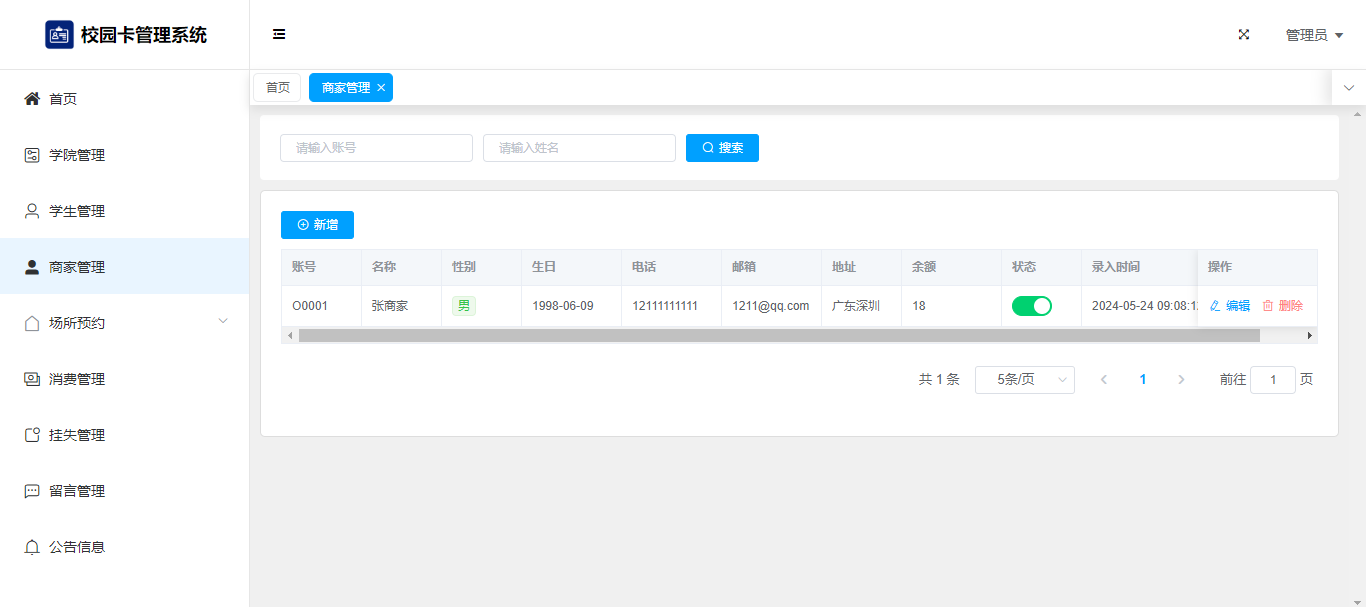 校园卡管理系统
管理员
首页
学院管理
学生管理
商家管理
场所预约
消费管理
挂失管理
留言管理
公告信息
首页 商家管理
请输入账号 请输入姓名 搜索
新增
账号 名称 性别 生日 电话 邮箱 地址 余额 状态 录入时间 操作
O0001 张商家 男 1998-06-09 12111111111 1211@qq.com 广东深圳 18 2024-05-24 09:08:1 编辑 删除
共 1 条 5条/页 1 前往 1 页